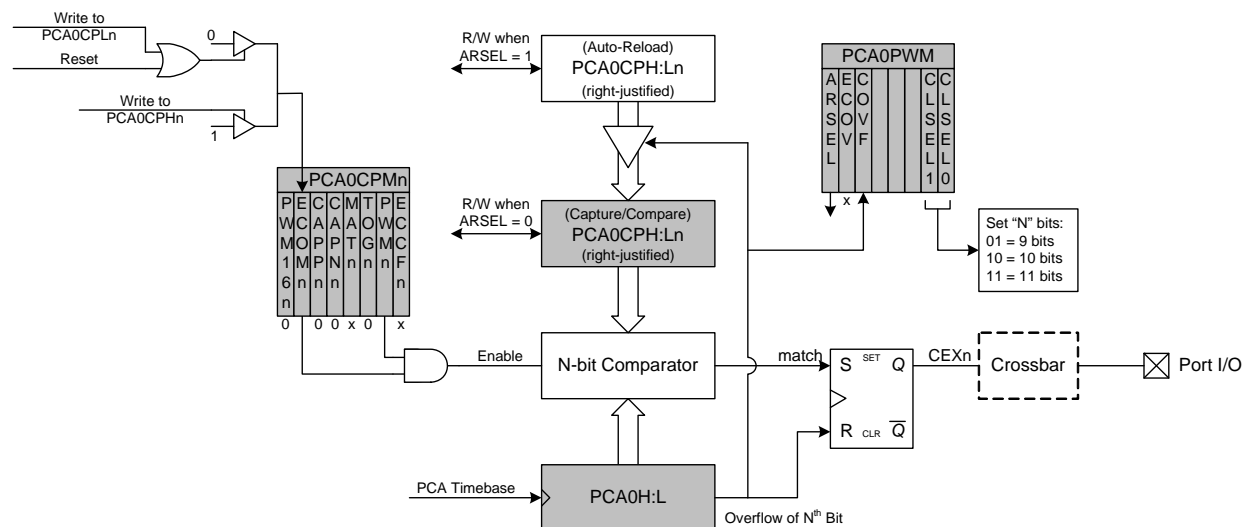 Write to
PCA0CPLn
Reset
0
Write to
PCA0CPHn
1
R/W when
ARSEL = 1
(Auto-Reload)
PCA0CPH:Ln
(right-justified)
PCA0PWM
ARSEL
ECOV
COVF
CLSEL1
CLSEL0
x
PCA0CPMn
PWM16n
ECOMn
CAPPn
CAPNn
MATn
TOGn
PWMn
ECCFn
0
0
0
x
0
x
R/W when
ARSEL = 0
(Capture/Compare)
PCA0CPH:Ln
(right-justified)
Set “N” bits:
01 = 9 bits
10 = 10 bits
11 = 11 bits
Enable
N-bit Comparator
match
S SET Q
R CLR Q
CEXn
Crossbar
Port I/O
PCA Timebase
PCA0H:L
Overflow of Nth Bit